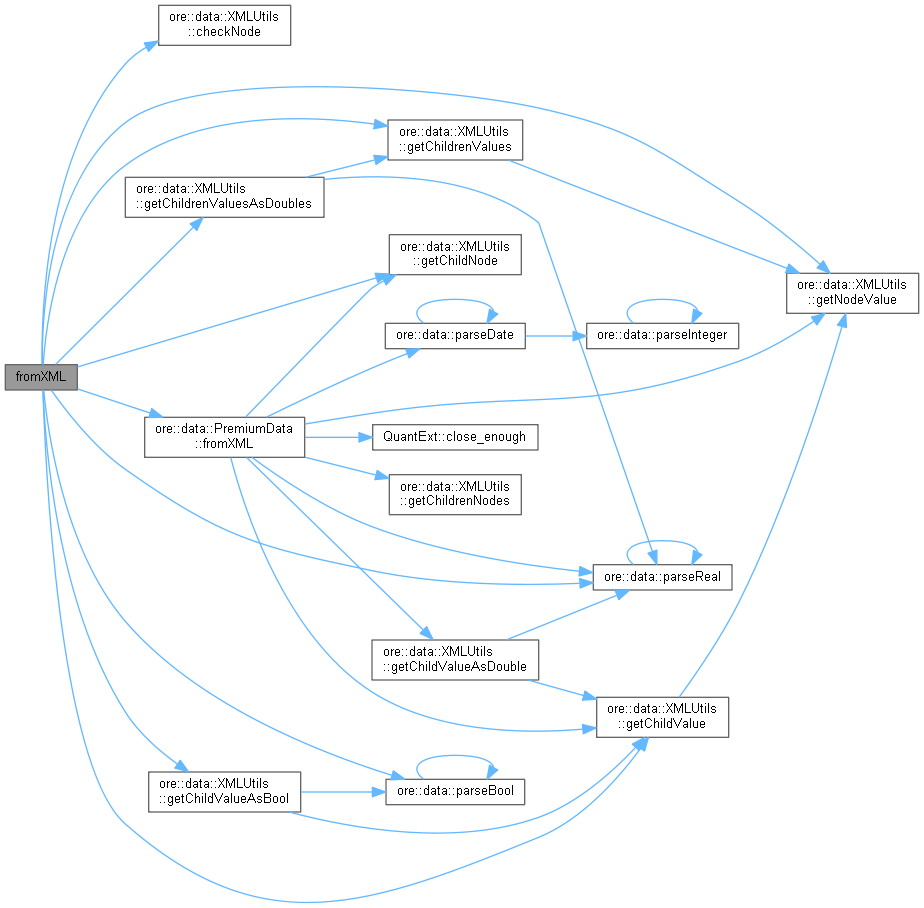 ore::data::XMLUtils
::checkNode
ore::data::XMLUtils
::getChildrenValues
ore::data::XMLUtils
::getChildrenValuesAsDoubles
ore::data::XMLUtils
::getChildNode
ore::data::XMLUtils
::getNodeValue
ore::data::parseDate
ore::data::parseInteger
fromXML
ore::data::PremiumData
::fromXML
QuantExt::close_enough
ore::data::XMLUtils
::getChildrenNodes
ore::data::parseReal
ore::data::XMLUtils
::getChildValueAsDouble
ore::data::XMLUtils
::getChildValue
ore::data::XMLUtils
::getChildValueAsBool
ore::data::parseBool